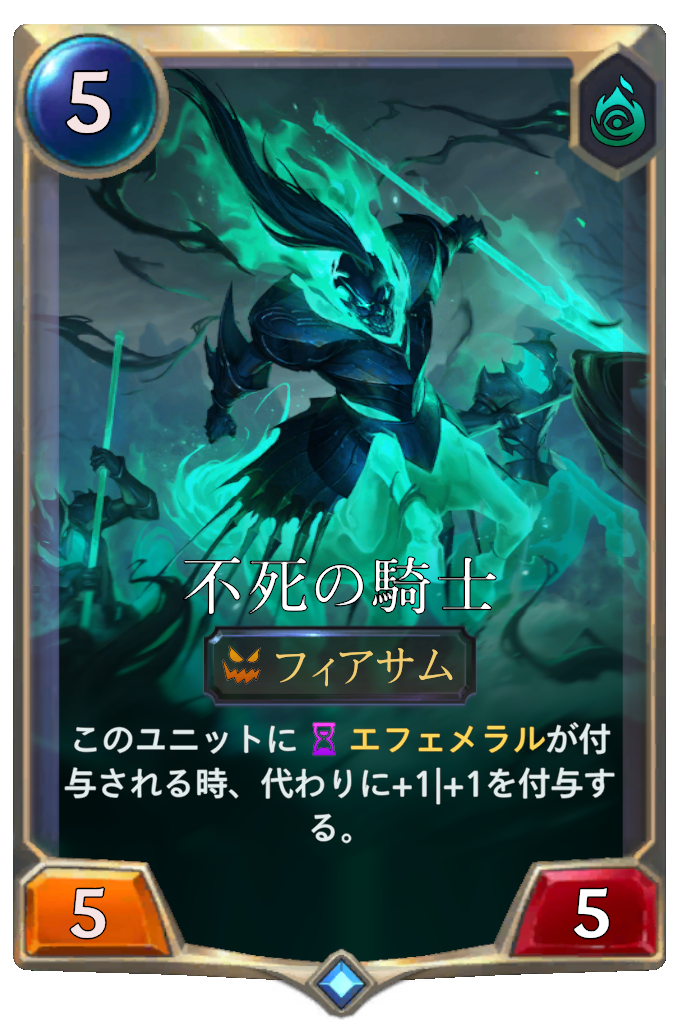 5
不死の騎士
フィアサム
このユニットに エフェメラルが付
与される時、代わりに+1|+1を付与す
る。
5 5